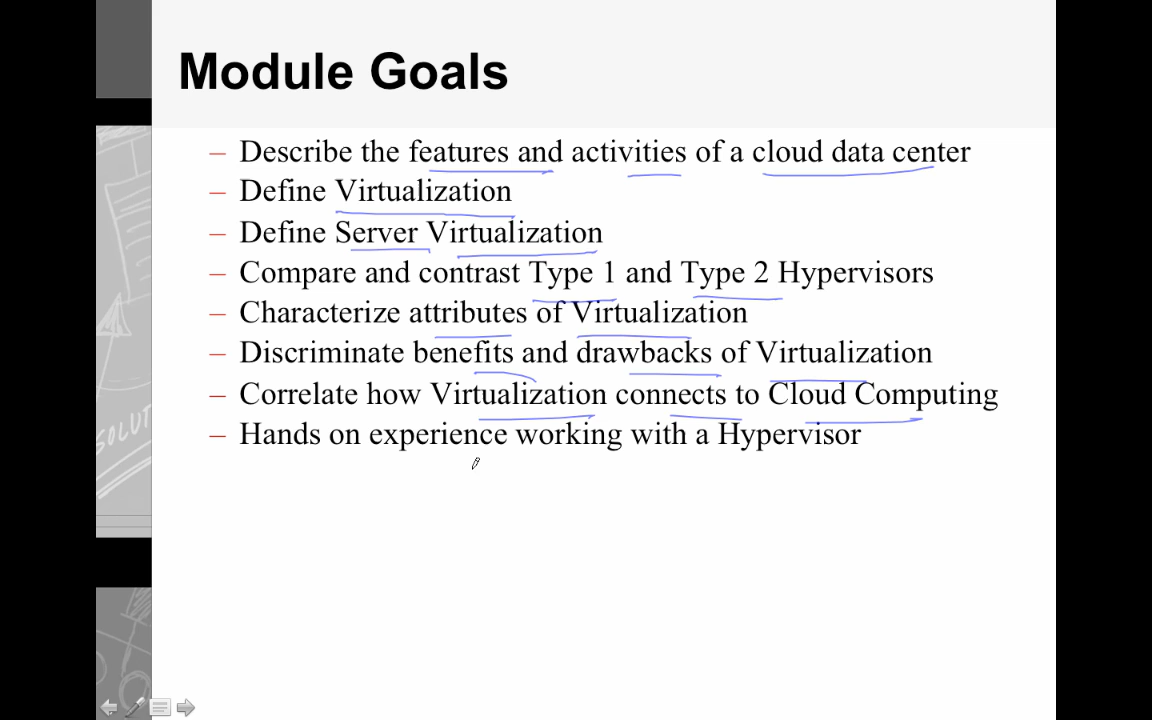 Module Goals
– Describe the features and activities of a cloud data center
– Define Virtualization
– Define Server Virtualization
– Compare and contrast Type 1 and Type 2 Hypervisors
– Characterize attributes of Virtualization
– Discriminate benefits and drawbacks of Virtualization
– Correlate how Virtualization connects to Cloud Computing
– Hands on experience working with a Hypervisor
SOLUT